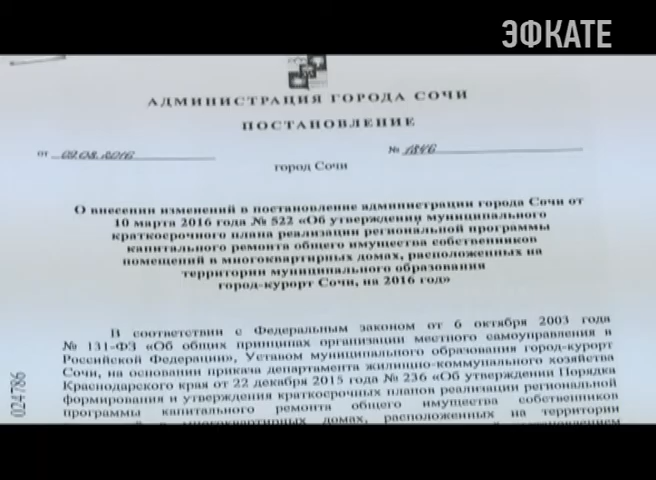 ЭФКАТЕ
АДМИНИСТРАЦИЯ ГОРОДА СОЧИ
ПОСТАНОВЛЕНИЕ
от 09.08.2016 № 1846
город Сочи
О внесении изменений в постановление администрации города Сочи от
10 марта 2016 года № 522 «Об утверждении муниципального
краткосрочного плана реализации региональной программы
капитального ремонта общего имущества собственников
помещений в многоквартирных домах, расположенных на
территории муниципального образования
город-курорт Сочи, на 2016 год»
В соответствии с Федеральным законом от 6 октября 2003 года
№ 131-ФЗ «Об общих принципах организации местного самоуправления в
Российской Федерации», Уставом муниципального образования город-курорт
Сочи, на основании приказа департамента жилищно-коммунального хозяйства
Краснодарского края от 22 декабря 2015 года № 236 «Об утверждении Порядка
формирования и утверждения краткосрочных планов реализации региональной
программы капитального ремонта общего имущества собственников
в многоквартирных домах, расположенных на территории
024786